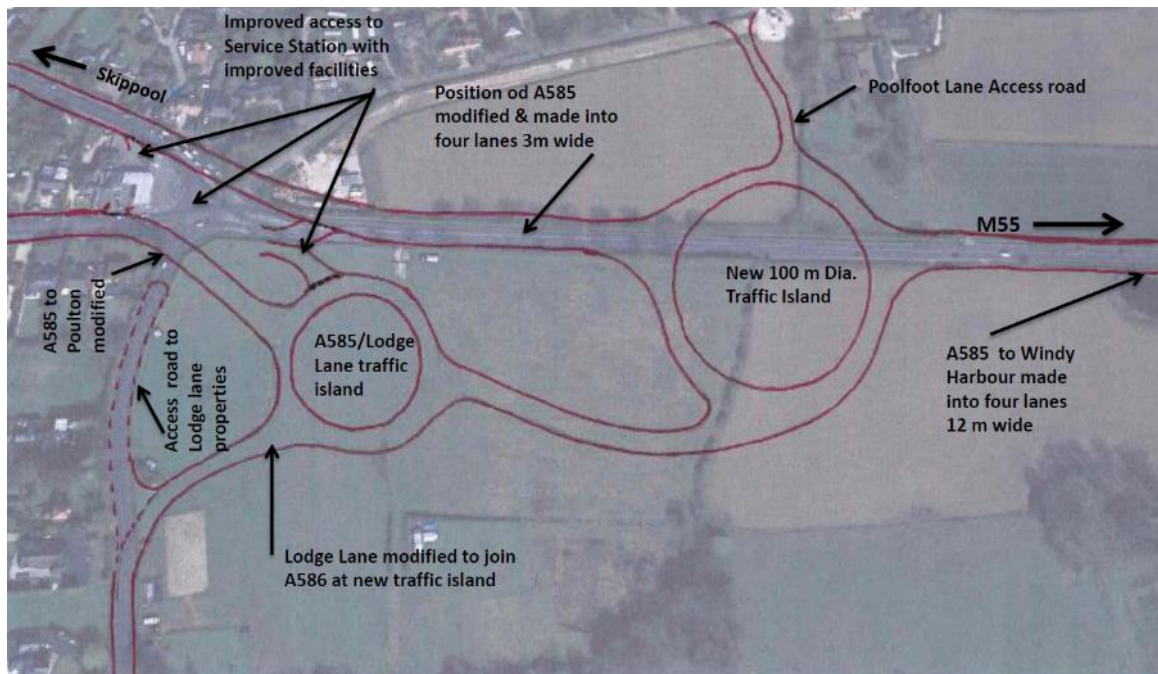 Improved access to
Service Station with
improved facilities
Skippool
Position od A585
modified & made into
four lanes 3m wide
Poolfoot Lane Access road
M55
New 100 m Dia.
Traffic Island
A585 to
Poulton
modified
Access road to
Lodge lane
properties
A585/Lodge
Lane traffic
island
A585 to Windy
Harbour made
into four lanes
12 m wide
Lodge Lane modified to join
A586 at new traffic island